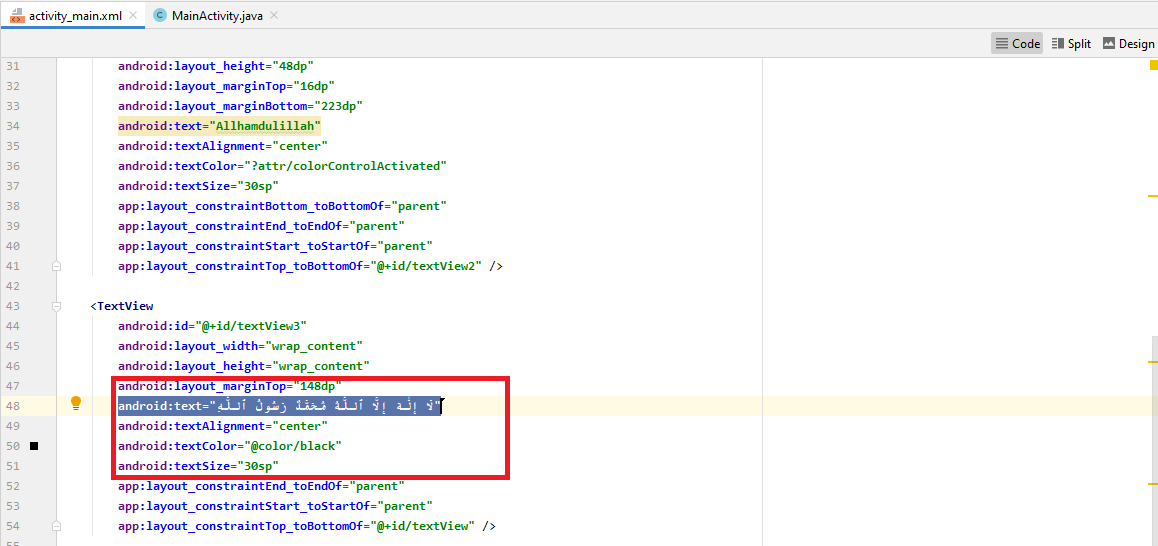 activity_main.xml
MainActivity.java
Code
Split
Design
31 android:layout_height="48dp"
32 android:layout_marginTop="16dp"
33 android:layout_marginBottom="223dp"
34 android:text="Allhamdulillah"
35 android:textAlignment="center"
36 android:textColor="?attr/colorControlActivated"
37 android:textSize="30sp"
38 app:layout_constraintBottom_toBottomOf="parent"
39 app:layout_constraintEnd_toEndOf="parent"
40 app:layout_constraintStart_toStartOf="parent"
41 app:layout_constraintTop_toBottomOf="@+id/textView2" />
42
43 <TextView
44 android:id="@+id/textView3"
45 android:layout_width="wrap_content"
46 android:layout_height="wrap_content"
47 android:layout_marginTop="148dp"
48 android:text="لَا إِلَٰهَ إِلَّا ٱللَّٰهُ مُحَمَّدٌ رَسُولُ ٱللَّٰهِ"
49 android:textAlignment="center"
50 android:textColor="@color/black"
51 android:textSize="30sp"
52 app:layout_constraintEnd_toEndOf="parent"
53 app:layout_constraintStart_toStartOf="parent"
54 app:layout_constraintTop_toBottomOf="@+id/textView" />